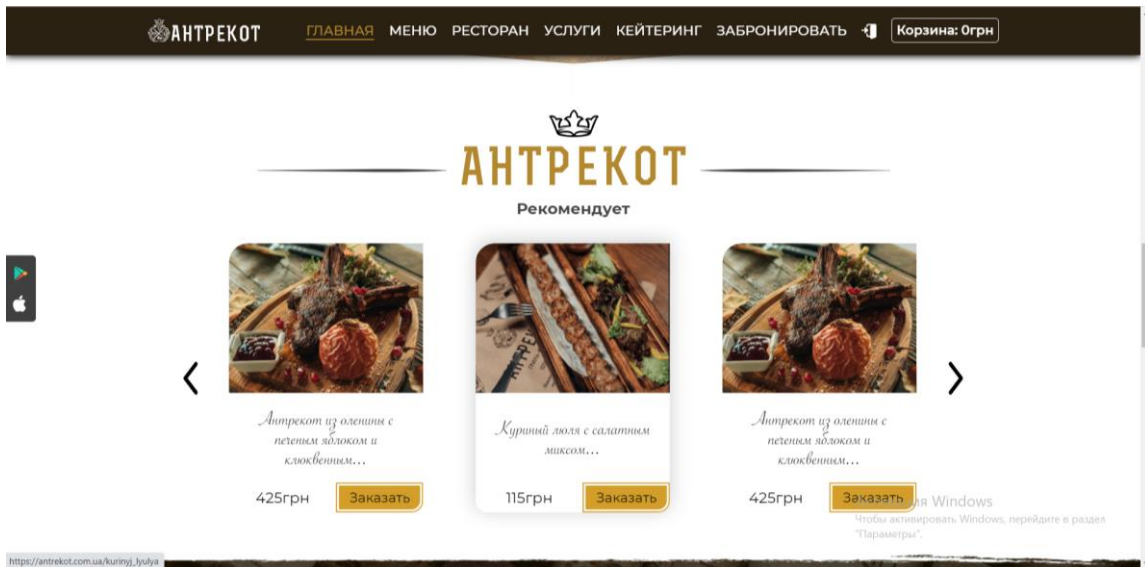 АНТРЕКОТ
ГЛАВНАЯ МЕНЮ РЕСТОРАН УСЛУГИ КЕЙТЕРИНГ ЗАБРОНИРОВАТЬ Корзина: 0грн
АНТРЕКОТ
Рекомендует
АНТРЕ
Антрекот из оленины с
печеным яблоком и
клюквенным...
425грн Заказать
Куриный люля с салатным
миксом...
115грн Заказать
Антрекот из оленины с
печеным яблоком и
клюквенным...
425грн Заказать
Windows
Чтобы активировать Windows, перейдите в раздел
"Параметры".
https://antrekot.com.ua/kurinyj_lyulya